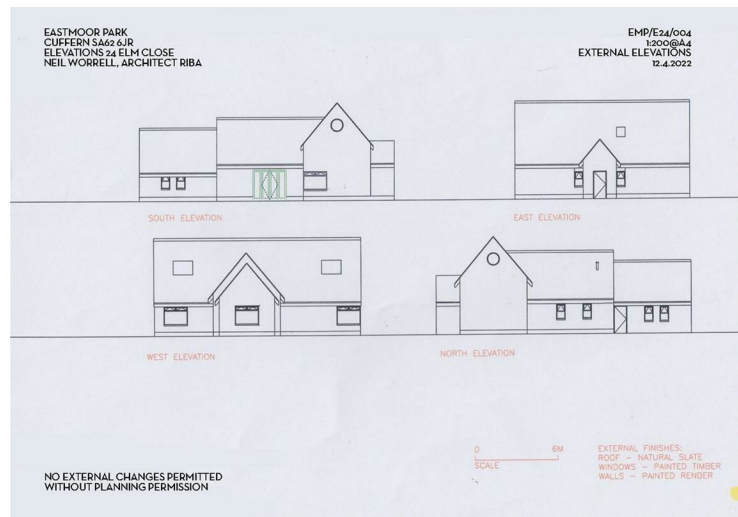 EASTMOOR PARK
CUFFERN SA62 6JR
ELEVATIONS 24 ELM CLOSE
NEIL WORRELL, ARCHITECT RIBA
EMP/E24/004
1:200@A4
EXTERNAL ELEVATIONS
12.4.2022
SOUTH ELEVATION
EAST ELEVATION
WEST ELEVATION
NORTH ELEVATION
0 6M
SCALE
EXTERNAL FINISHES:
ROOF – NATURAL SLATE
WINDOWS – PAINTED TIMBER
WALLS – PAINTED RENDER
NO EXTERNAL CHANGES PERMITTED
WITHOUT PLANNING PERMISSION